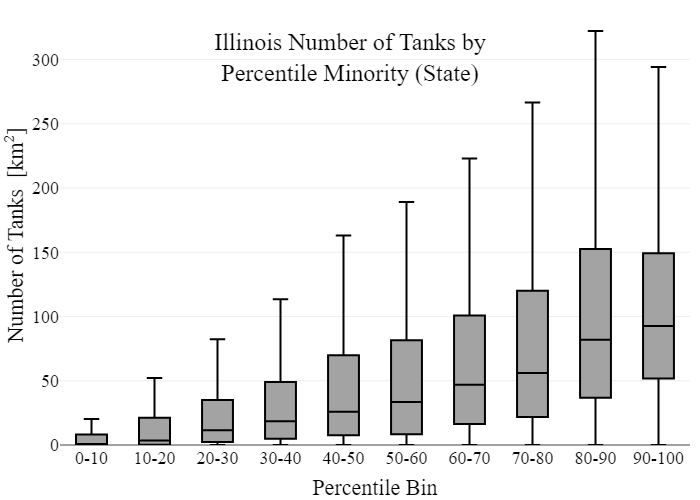 Illinois Number of Tanks by
Percentile Minority (State)
Number of Tanks [km²]
300
250
200
150
100
50
0
0-10 10-20 20-30 30-40 40-50 50-60 60-70 70-80 80-90 90-100
Percentile Bin